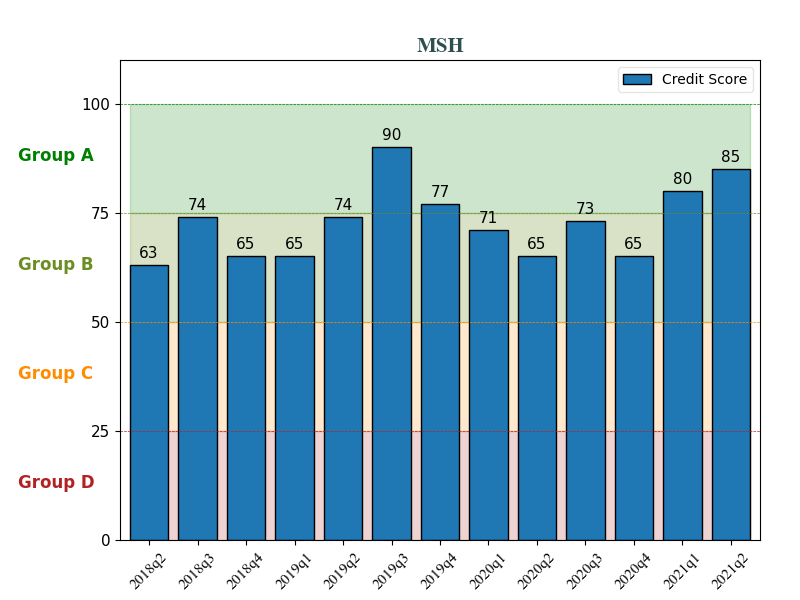 MSH
Credit Score
100
75
50
25
0
Group A
Group B
Group C
Group D
63
74
65
65
74
90
77
71
65
73
65
80
85
2018q2
2018q3
2018q4
2019q1
2019q2
2019q3
2019q4
2020q1
2020q2
2020q3
2020q4
2021q1
2021q2